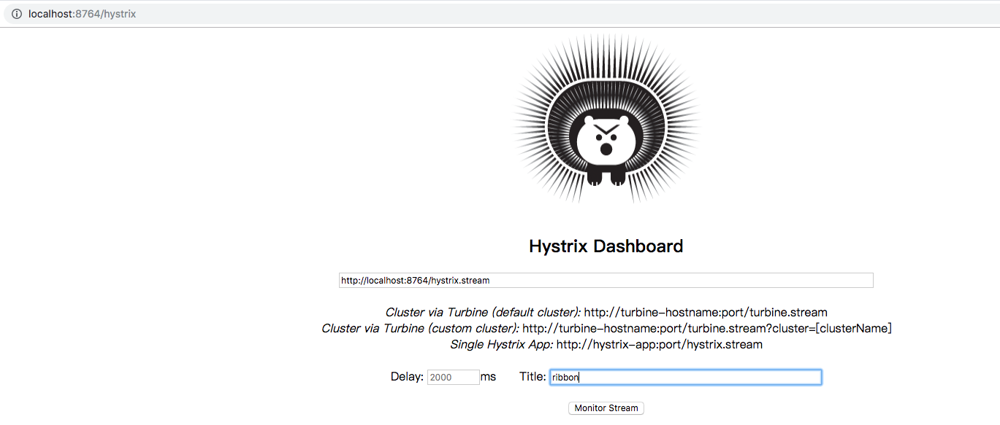 localhost:8764/hystrix
Hystrix Dashboard
http://localhost:8764/hystrix.stream
Cluster via Turbine (default cluster): http://turbine-hostname:port/turbine.stream
Cluster via Turbine (custom cluster): http://turbine-hostname:port/turbine.stream?cluster=[clusterName]
Single Hystrix App: http://hystrix-app:port/hystrix.stream
Delay: 2000 ms Title: ribbon
Monitor Stream